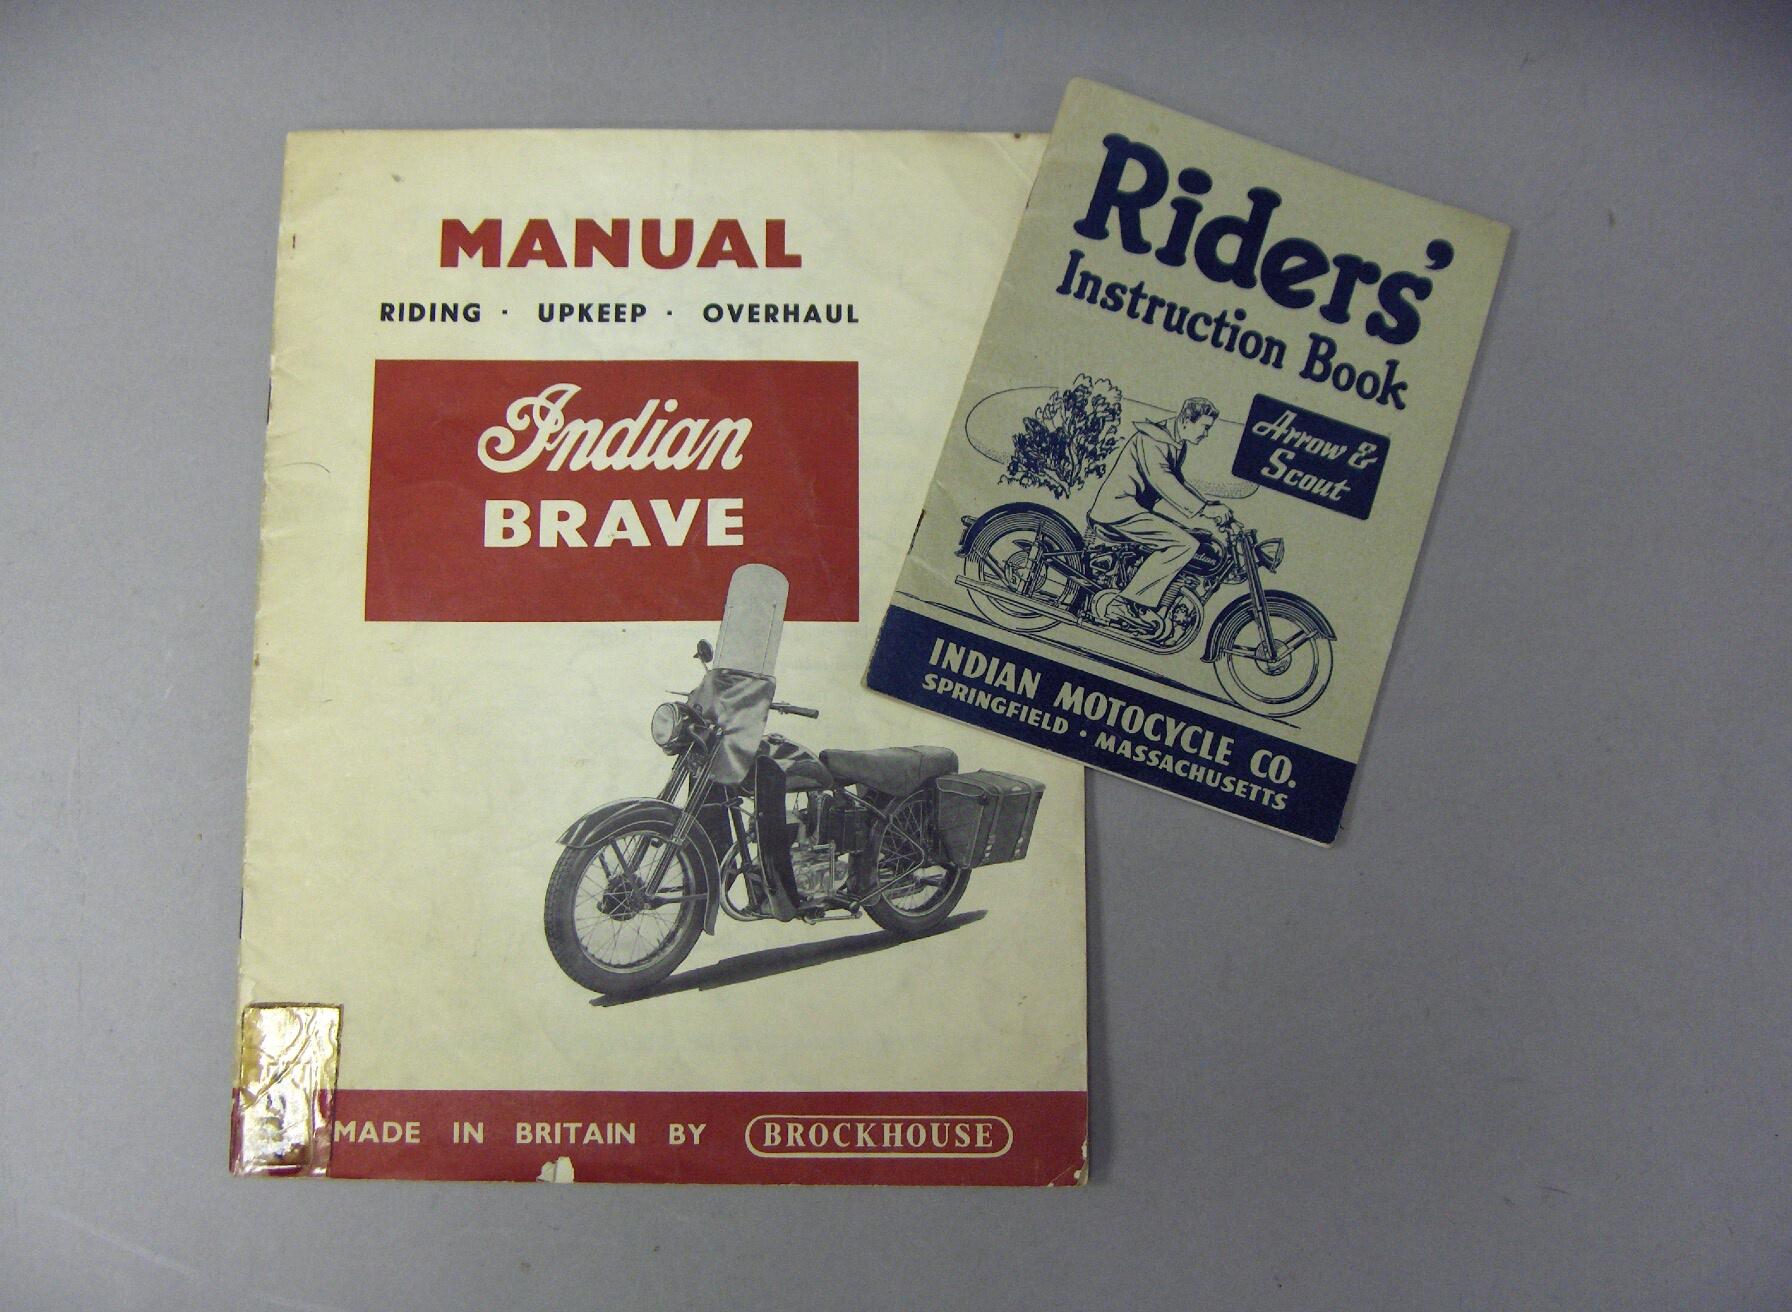 MANUAL
RIDING · UPKEEP · OVERHAUL
Indian
BRAVE
MADE IN BRITAIN BY BROCKHOUSE
Riders'
Instruction Book
Arrow &
Scout
Indian
INDIAN MOTOCYCLE CO.
SPRINGFIELD · MASSACHUSETTS